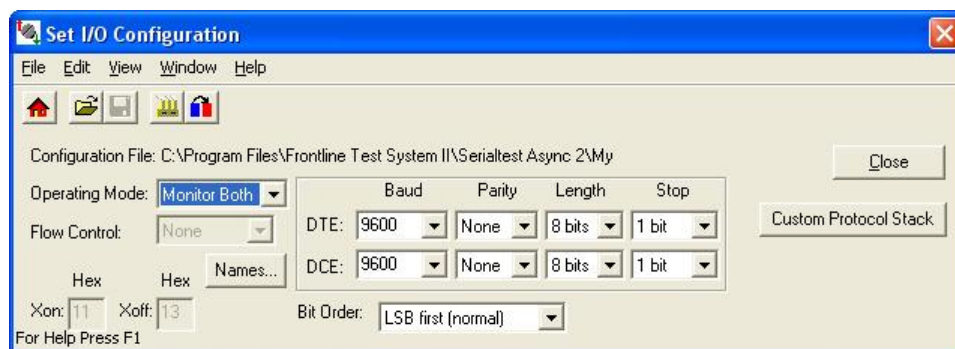 Set I/O Configuration
File Edit View Window Help
Configuration File: C:\Program Files\Frontline Test System II\Serialtest Async 2\My
Close
Operating Mode: Monitor Both
Baud Parity Length Stop
Custom Protocol Stack
Flow Control: None
DTE: 9600 None 8 bits 1 bit
Names...
DCE: 9600 None 8 bits 1 bit
Hex Hex
Xon: 11 Xoff: 13
Bit Order: LSB first (normal)
For Help Press F1